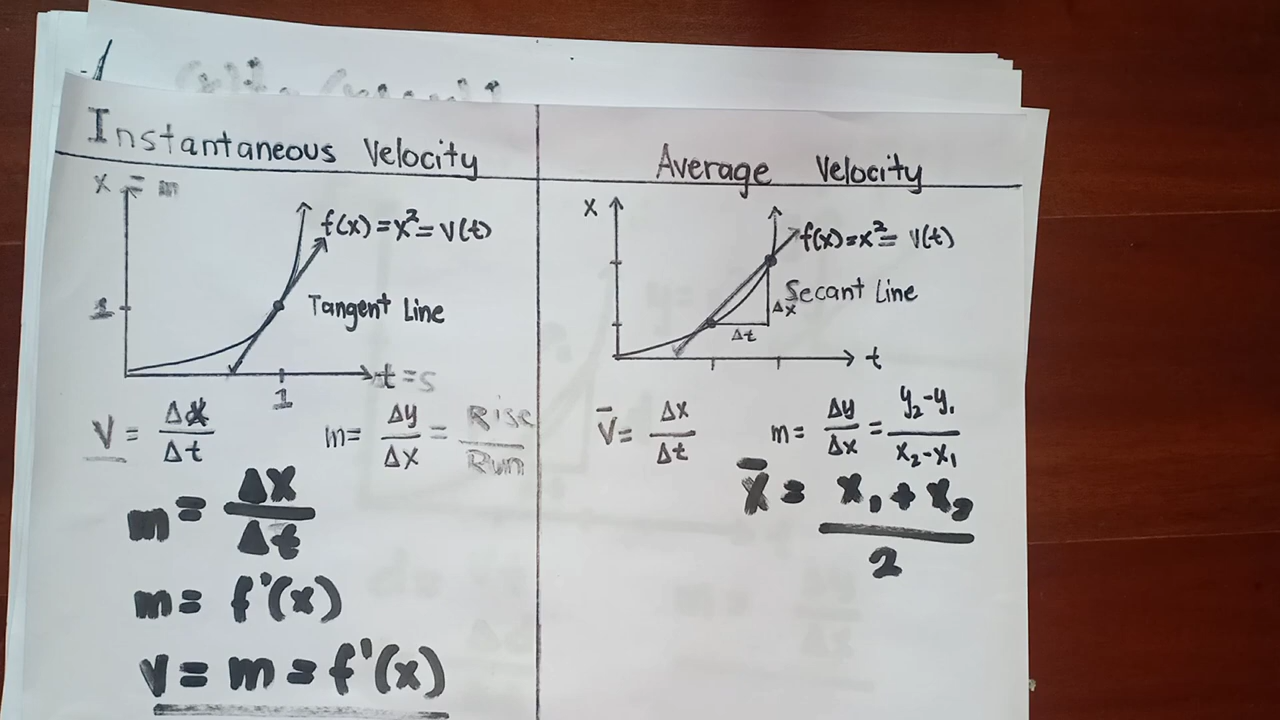 Instantaneous Velocity
x = m
f(x) = x² = v(t)
Tangent Line
1
1
t = s
V = Δx/Δt
m = Δy/Δx = Rise/Run
m = Δx/Δt
m = f'(x)
v = m = f'(x)
Average Velocity
x
f(x) = x² = v(t)
Secant Line
Δx
Δt
t
V̅ = Δx/Δt
m = Δy/Δx = y₂-y₁/x₂-x₁
x̅ = x₁ + x₂/2